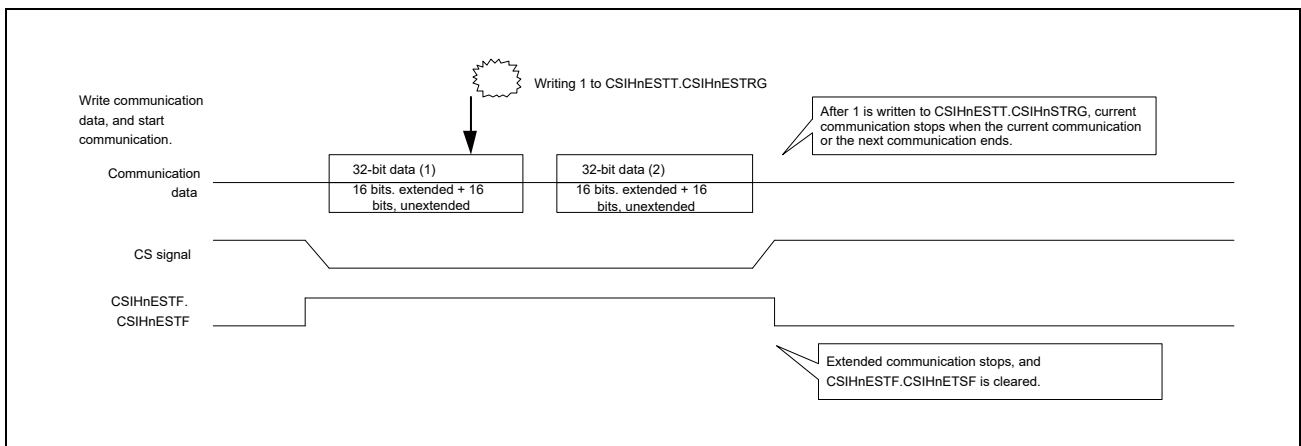 Writing 1 to CSIHnESTT.CSIHnESTRG
Write communication
data, and start
communication.
After 1 is written to CSIHnESTT.CSIHnSTRG, current
communication stops when the current communication
or the next communication ends.
Communication
data
32-bit data (1)
16 bits. extended + 16
bits, unextended
32-bit data (2)
16 bits. extended + 16
bits, unextended
CS signal
CSIHnESTF.
CSIHnESTF
Extended communication stops, and
CSIHnESTF.CSIHnETSF is cleared.